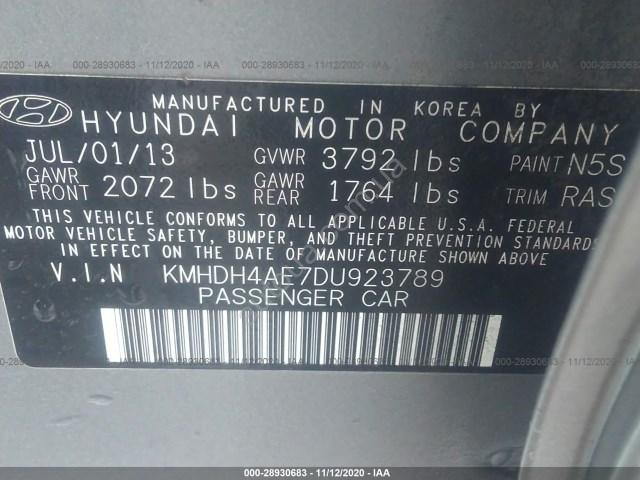 000-28930683 - 11/12/2020 - IAA
MANUFACTURED IN KOREA BY
HYUNDAI MOTOR COMPANY
JUL/01/13 GVWR 3792 lbs PAINT N5S
GAWR FRONT 2072 lbs GAWR REAR 1764 lbs TRIM RAS
THIS VEHICLE CONFORMS TO ALL APPLICABLE U.S.A. FEDERAL
MOTOR VEHICLE SAFETY, BUMPER, AND THEFT PREVENTION STANDARDS
IN EFFECT ON THE DATE OF MANUFACTURE SHOWN ABOVE.
V.I.N KMHDH4AE7DU923789
PASSENGER CAR
000-28930683 - 11/12/2020 - IAA